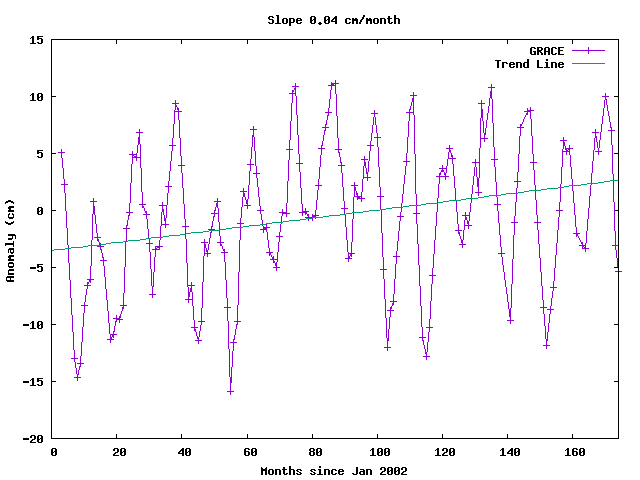 Slope 0.04 cm/month
GRACE
Trend Line
15
10
5
0
-5
-10
-15
-20
Anomaly (cm)
0 20 40 60 80 100 120 140 160
Months since Jan 2002